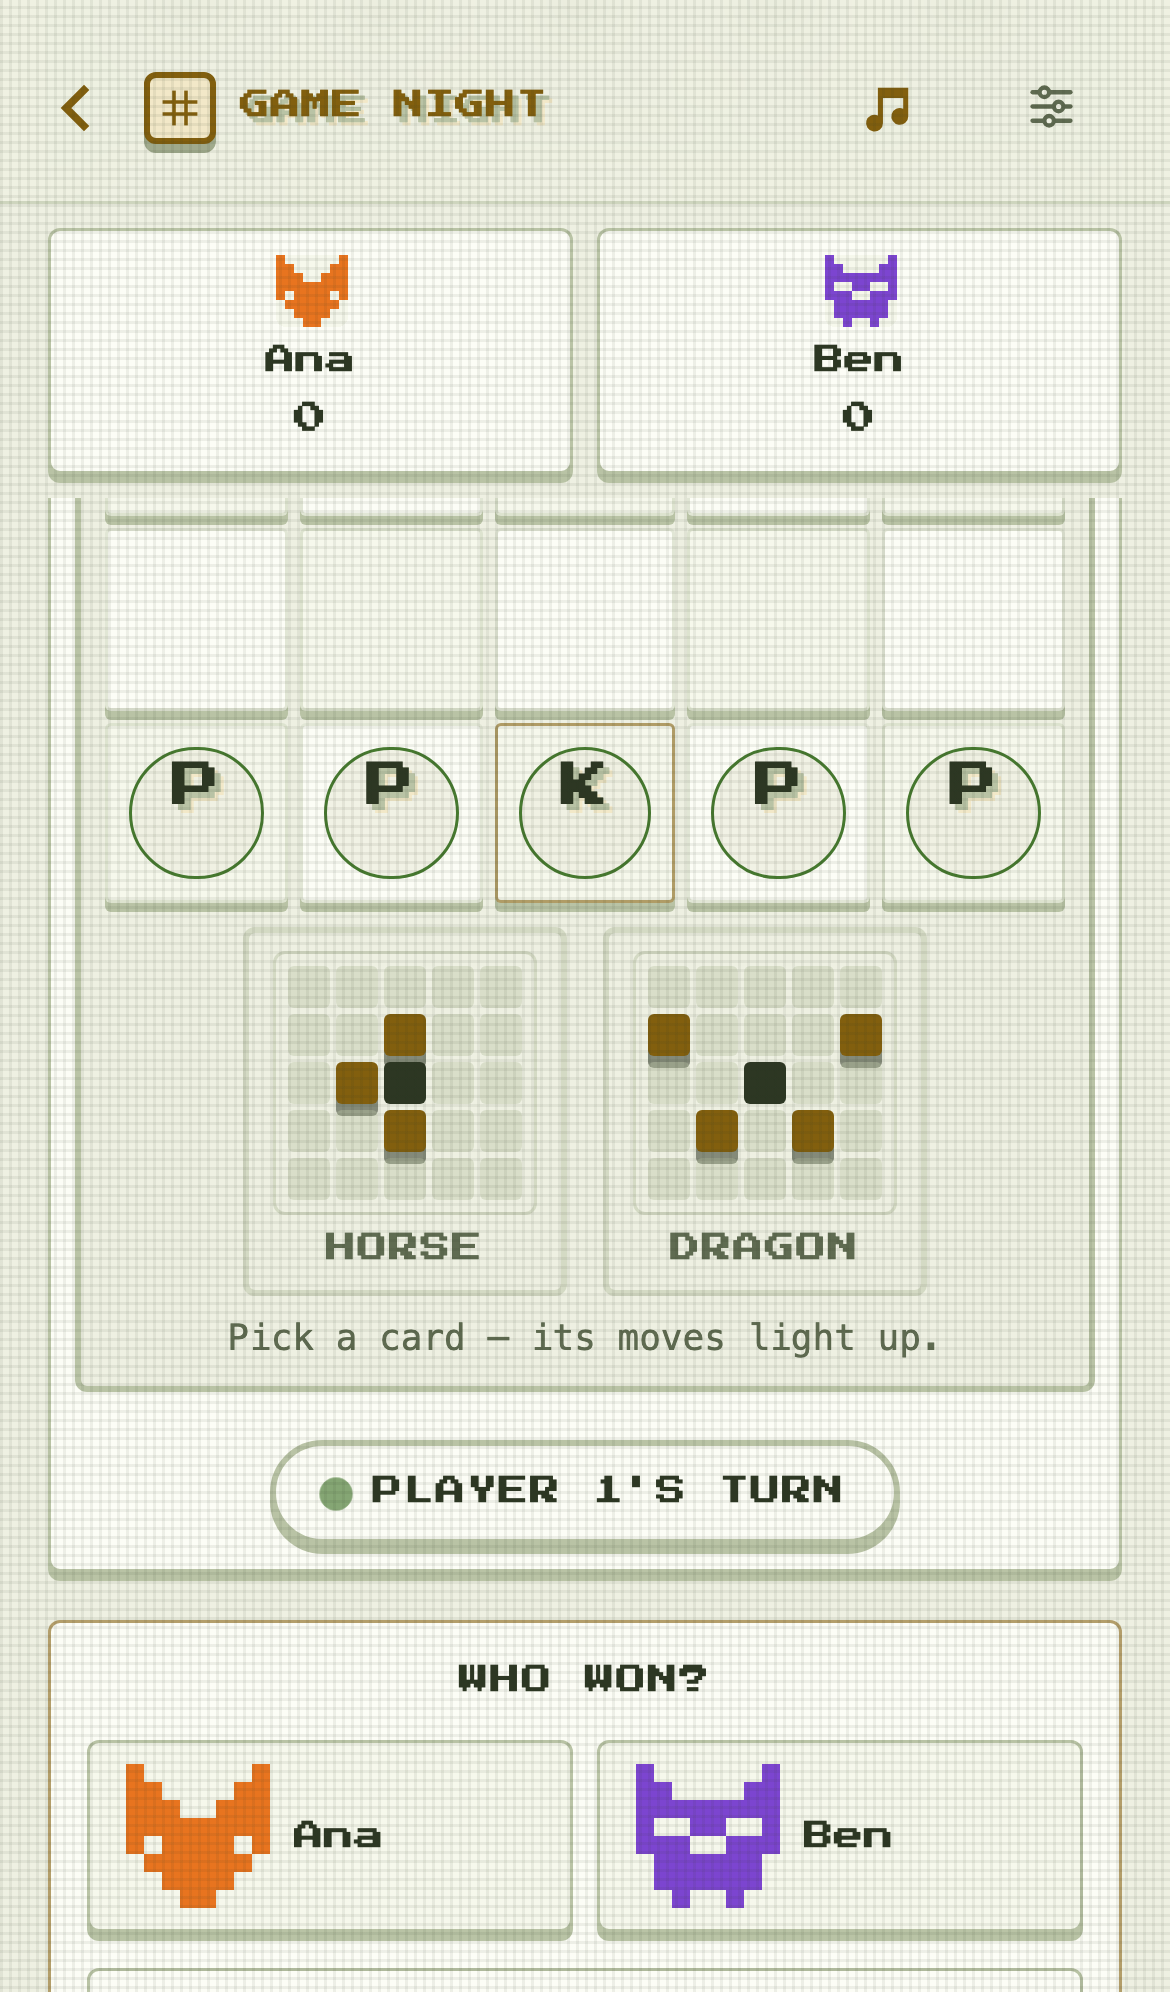 GAME NIGHT
Ana
0
Ben
0
P P K P P
HORSE
DRAGON
Pick a card — its moves light up.
PLAYER 1'S TURN
WHO WON?
Ana
Ben